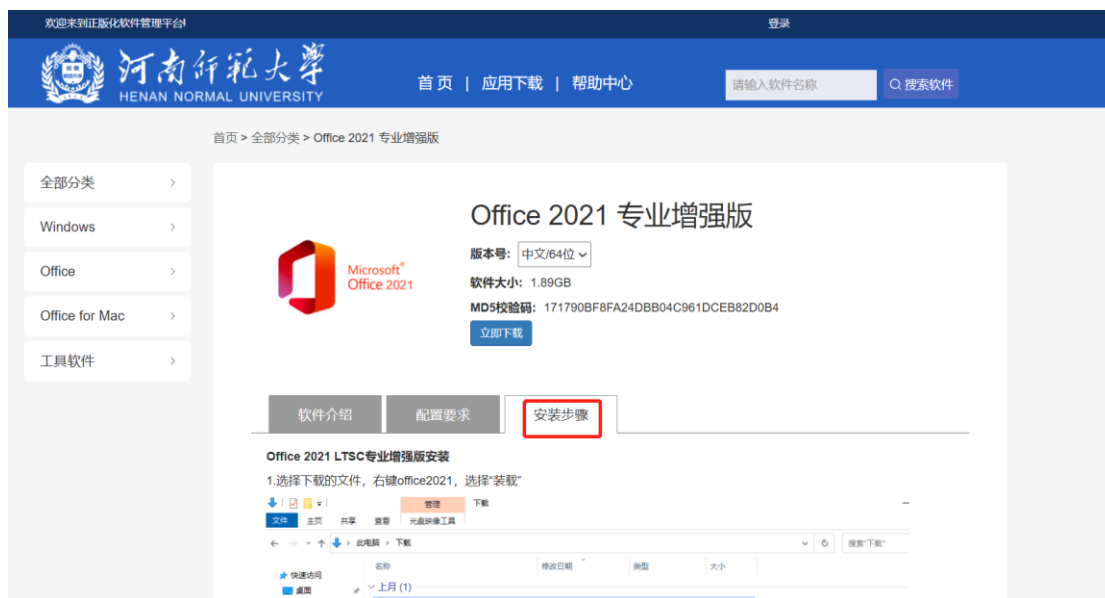 欢迎来到正版化软件管理平台!
登录
河南师范大学
HENAN NORMAL UNIVERSITY
首页 | 应用下载 | 帮助中心
请输入软件名称
搜索软件
首页 > 全部分类 > Office 2021 专业增强版
全部分类
Windows
Office
Office for Mac
工具软件
Microsoft®
Office 2021
Office 2021 专业增强版
版本号: 中文/64位
软件大小: 1.89GB
MD5校验码: 171790BF8FA24DBB04C961DCEB82D0B4
立即下载
软件介绍 配置要求 安装步骤
Office 2021 LTSC专业增强版安装
1.选择下载的文件，右键office2021，选择“装载”
管理 下载
文件 主页 共享 查看 光盘映像工具
此电脑 > 下载
搜索"下载"
名称 修改日期 类型 大小
快速访问
桌面
上月 (1)